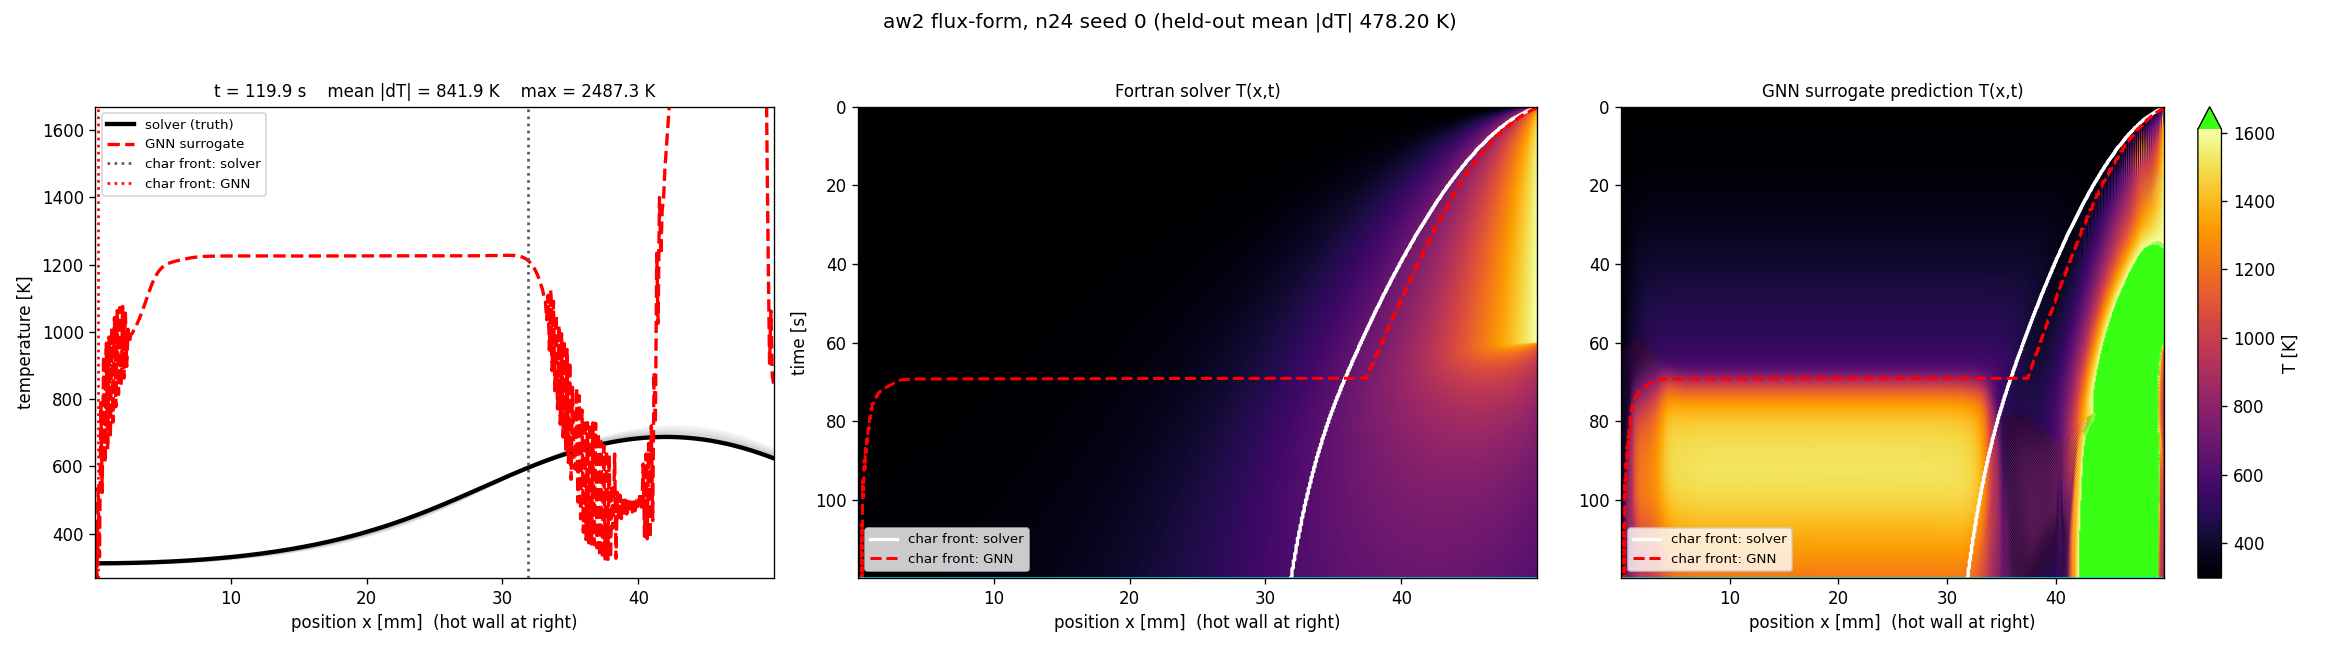 aw2 flux-form, n24 seed 0 (held-out mean |dT| 478.20 K)
t = 119.9 s    mean |dT| = 841.9 K    max = 2487.3 K
temperature [K]
1600
1400
1200
1000
800
600
400
solver (truth)
GNN surrogate
char front: solver
char front: GNN
10 20 30 40
position x [mm]  (hot wall at right)
Fortran solver T(x,t)
time [s]
0
20
40
60
80
100
char front: solver
char front: GNN
10 20 30 40
position x [mm]  (hot wall at right)
GNN surrogate prediction T(x,t)
0
20
40
60
80
100
char front: solver
char front: GNN
10 20 30 40
position x [mm]  (hot wall at right)
1600
1400
1200
1000
800
600
400
T [K]